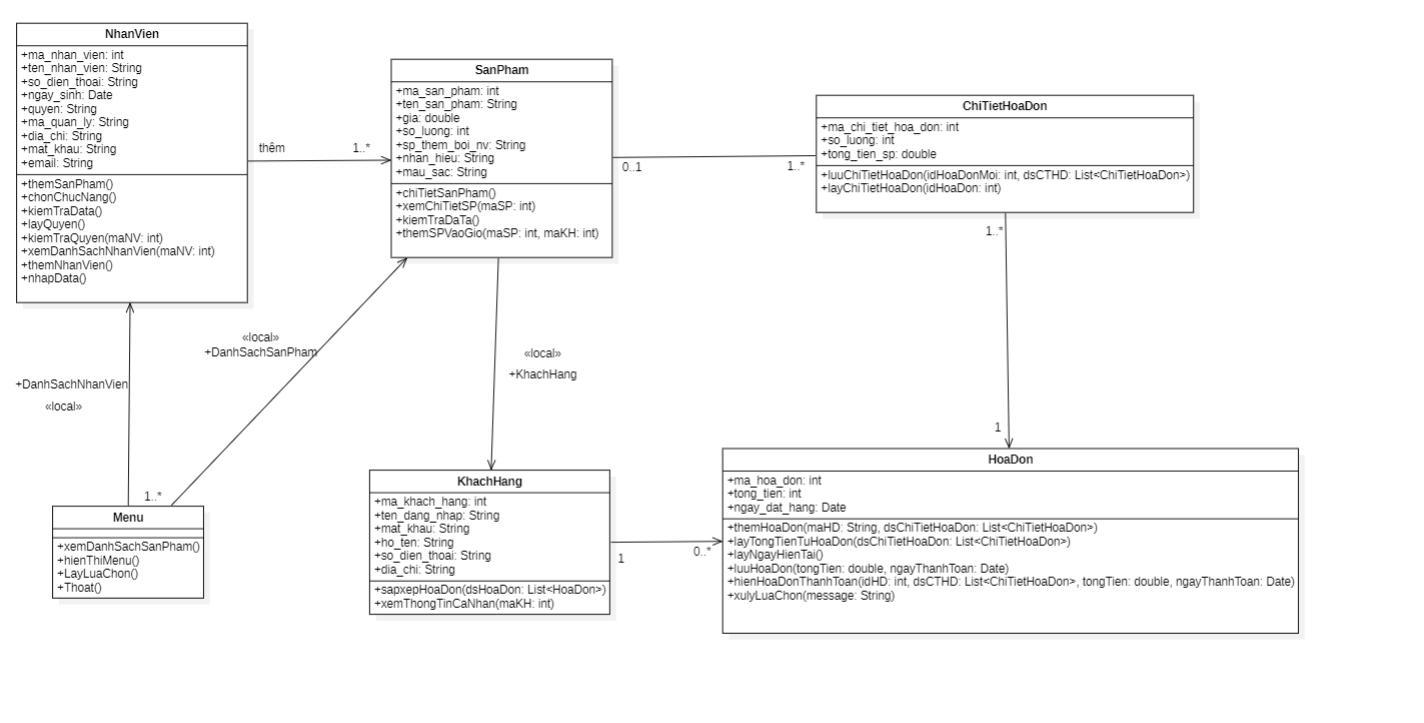 NhanVien
+ma_nhan_vien: int
+ten_nhan_vien: String
+so_dien_thoai: String
+ngay_sinh: Date
+quyen: String
+ma_quan_ly: String
+dia_chi: String
+mat_khau: String
+email: String
+themSanPham()
+chonChucNang()
+kiemTraData()
+layQuyen()
+kiemTraQuyen(maNV: int)
+xemDanhSachNhanVien(maNV: int)
+themNhanVien()
+nhapData()
thêm
1..*
SanPham
+ma_san_pham: int
+ten_san_pham: String
+gia: double
+so_luong: int
+sp_them_boi_nv: String
+nhan_hieu: String
+mau_sac: String
+chiTietSanPham()
+xemChiTietSP(maSP: int)
+kiemTraDaTa()
+themSPVaoGio(maSP: int, maKH: int)
0..1
1..*
ChiTietHoaDon
+ma_chi_tiet_hoa_don: int
+so_luong: int
+tong_tien_sp: double
+luuChiTietHoaDon(idHoaDonMoi: int, dsCTHD: List<ChiTietHoaDon>)
+layChiTietHoaDon(idHoaDon: int)
1..*
1
«local»
+DanhSachSanPham
«local»
+KhachHang
+DanhSachNhanVien
«local»
1..*
Menu
+xemDanhSachSanPham()
+hienThiMenu()
+LayLuaChon()
+Thoat()
KhachHang
+ma_khach_hang: int
+ten_dang_nhap: String
+mat_khau: String
+ho_ten: String
+so_dien_thoai: String
+dia_chi: String
+sapxepHoaDon(dsHoaDon: List<HoaDon>)
+xemThongTinCaNhan(maKH: int)
1
0..*
HoaDon
+ma_hoa_don: int
+tong_tien: int
+ngay_dat_hang: Date
+themHoaDon(maHD: String, dsChiTietHoaDon: List<ChiTietHoaDon>)
+layTongTienTuHoaDon(dsChiTietHoaDon: List<ChiTietHoaDon>)
+layNgayHienTai()
+luuHoaDon(tongTien: double, ngayThanhToan: Date)
+hienHoaDonThanhToan(idHD: int, dsCTHD: List<ChiTietHoaDon>, tongTien: double, ngayThanhToan: Date)
+xulyLuaChon(message: String)